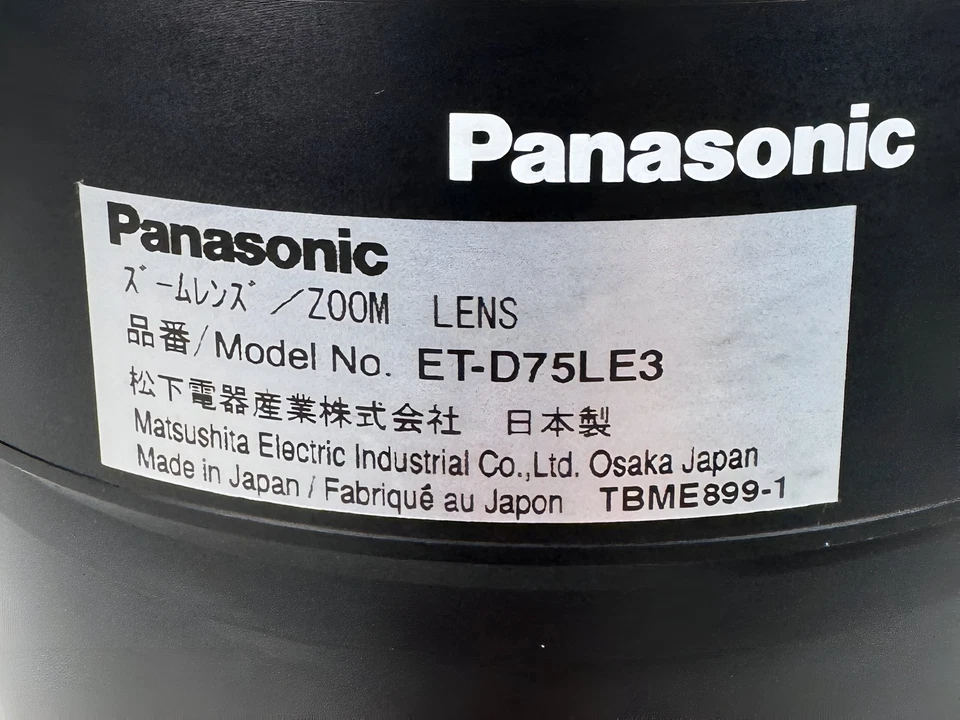 Panasonic
Panasonic
ズームレンズ／ZOOM LENS
品番/Model No. ET-D75LE3
松下電器産業株式会社 日本製
Matsushita Electric Industrial Co.,Ltd. Osaka Japan
Made in Japan / Fabriqué au Japon TBME899-1